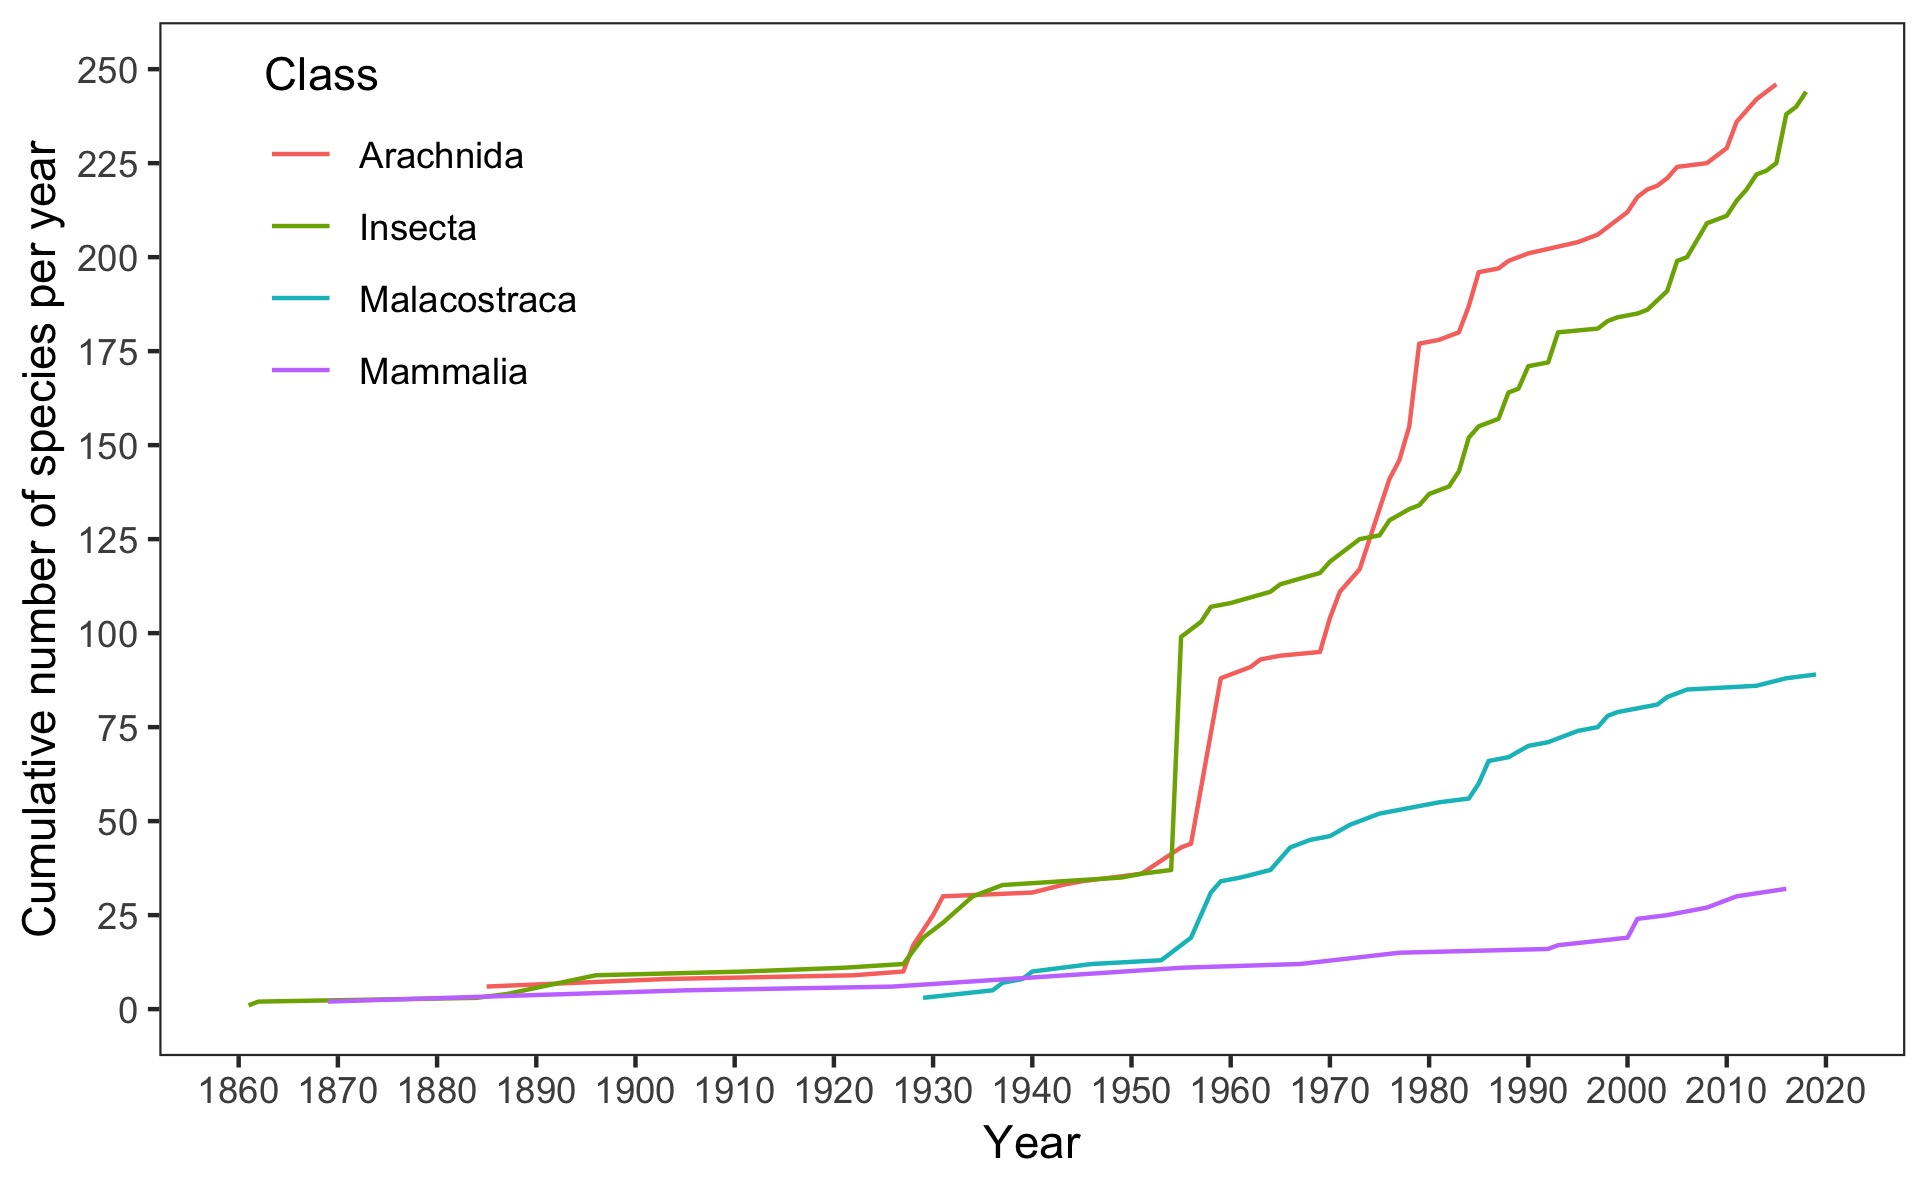 Class
Arachnida
Insecta
Malacostraca
Mammalia
Cumulative number of species per year
250
225
200
175
150
125
100
75
50
25
0
1860 1870 1880 1890 1900 1910 1920 1930 1940 1950 1960 1970 1980 1990 2000 2010 2020
Year